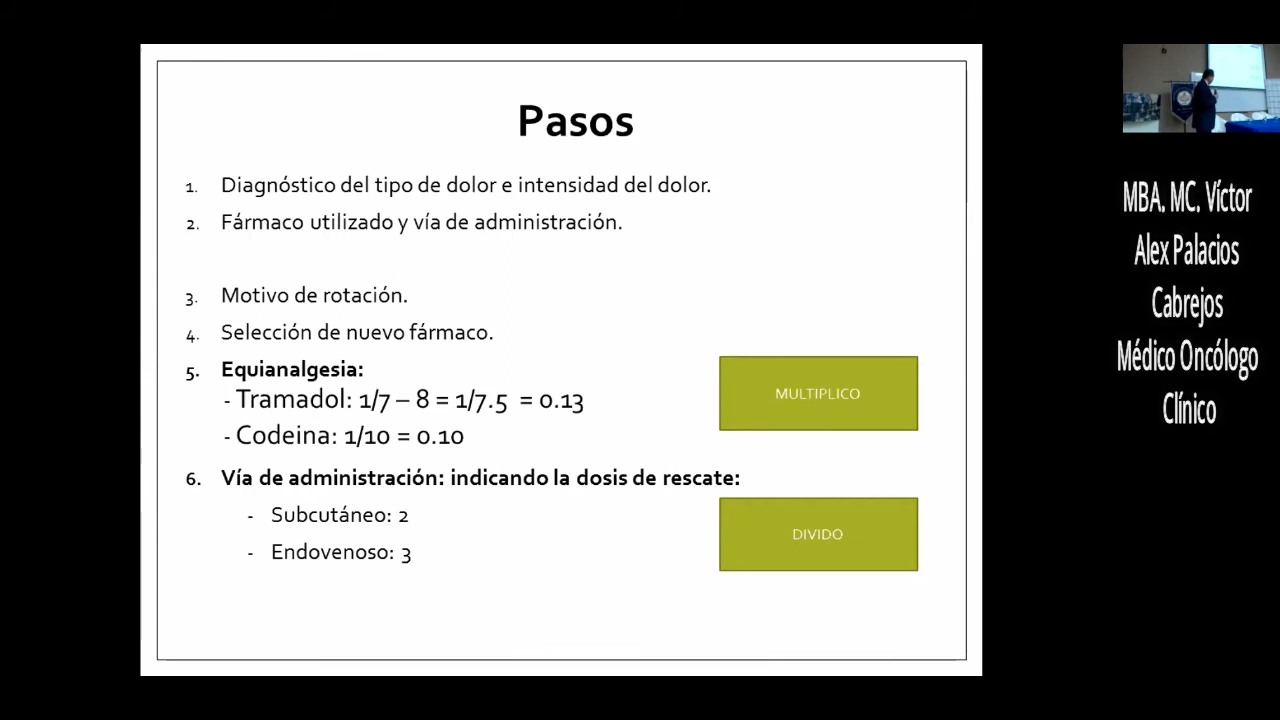 Pasos
1. Diagnóstico del tipo de dolor e intensidad del dolor.
2. Fármaco utilizado y vía de administración.
3. Motivo de rotación.
4. Selección de nuevo fármaco.
5. Equianalgesia:
- Tramadol: 1/7 – 8 = 1/7.5 = 0.13
- Codeina: 1/10 = 0.10
MULTIPLICO
6. Vía de administración: indicando la dosis de rescate:
- Subcutáneo: 2
- Endovenoso: 3
DIVIDO
MBA. MC. Víctor
Alex Palacios
Cabrejos
Médico Oncólogo
Clínico